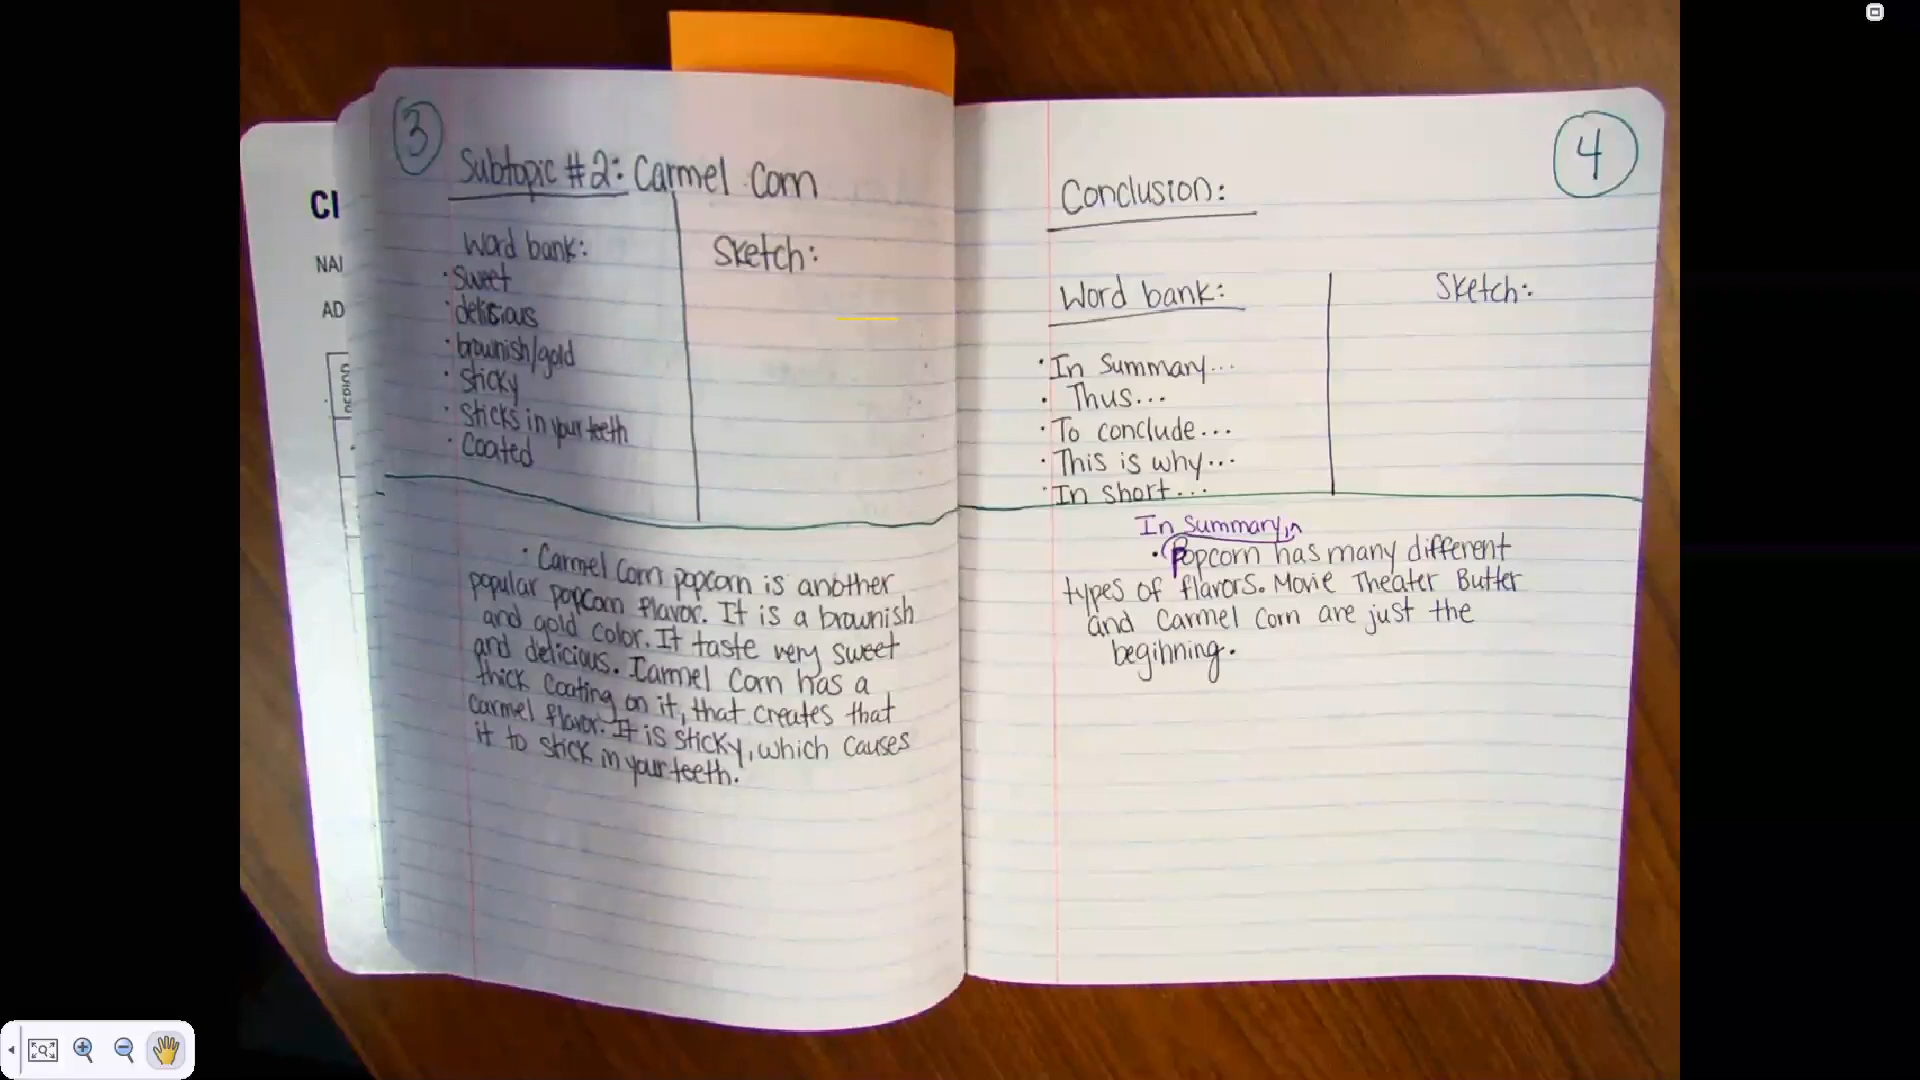 3
Subtopic #2: Carmel Corn
Word bank:
Sketch:
· Sweet
· delicious
· brownish/gold
· Sticky
· Sticks in your teeth
· Coated
· Carmel Corn popcorn is another
popular popcorn flavor. It is a brownish
and gold color. It taste very sweet
and delicious. Carmel Corn has a
thick coating on it, that creates that
carmel flavor. It is sticky, which causes
it to stick in your teeth.
CI
NAI
AD
4
Conclusion:
Word bank:
Sketch:
· In Summary...
· Thus...
· To conclude...
· This is why...
· In short...
In Summary,
· Popcorn has many different
types of flavors. Movie Theater Butter
and Carmel Corn are just the
beginning.